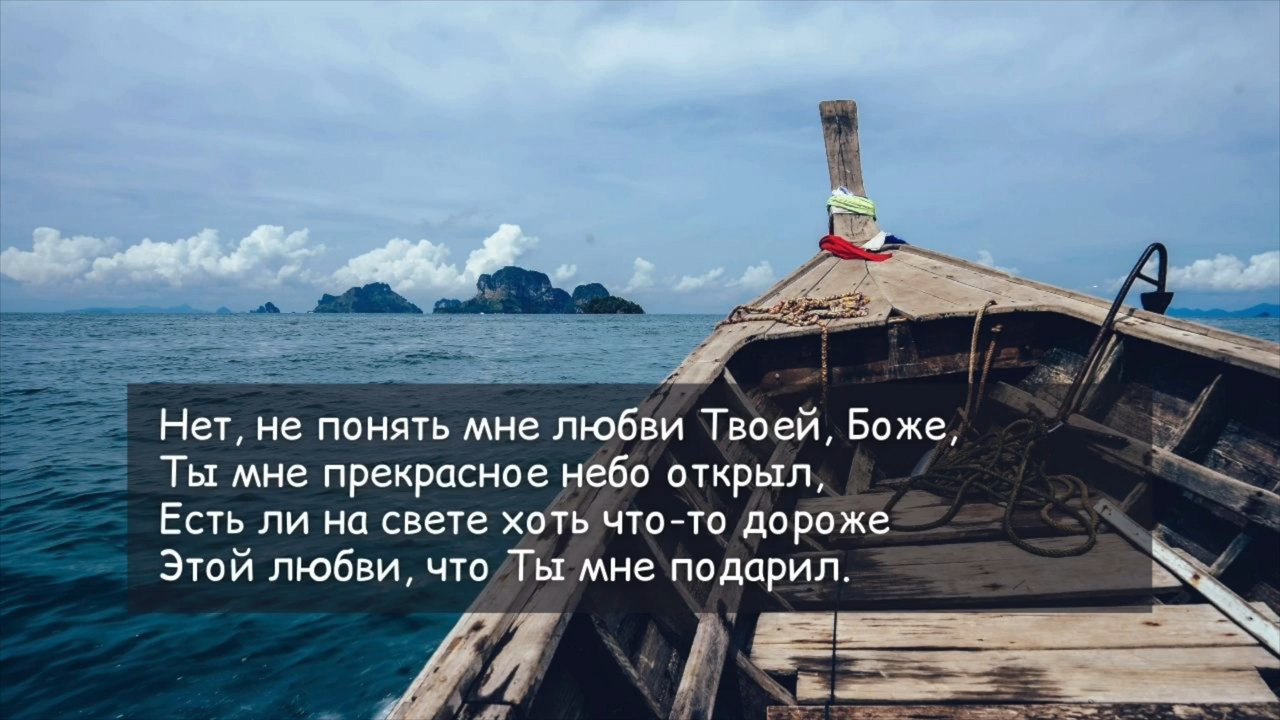 Нет, не понять мне любви Твоей, Боже,
Ты мне прекрасное небо открыл,
Есть ли на свете хоть что-то дороже
Этой любви, что Ты мне подарил.